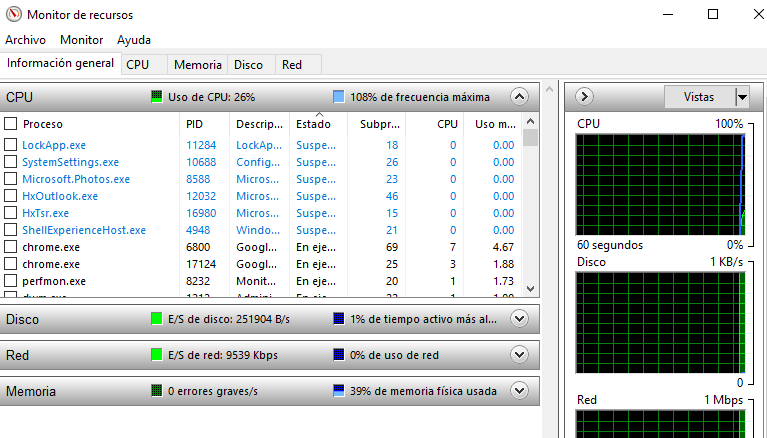 Monitor de recursos
Archivo Monitor Ayuda
Información general CPU Memoria Disco Red
CPU Uso de CPU: 26% 108% de frecuencia máxima
Proceso PID Descrip... Estado Subpr... CPU Uso m...
LockApp.exe 11284 LockAp... Suspe... 18 0 0.00
SystemSettings.exe 10688 Config... Suspe... 26 0 0.00
Microsoft.Photos.exe 8588 Micros... Suspe... 23 0 0.00
HxOutlook.exe 12032 Micros... Suspe... 46 0 0.00
HxTsr.exe 16980 Micros... Suspe... 15 0 0.00
ShellExperienceHost.exe 4948 Windo... Suspe... 21 0 0.00
chrome.exe 6800 Googl... En eje... 69 7 4.67
chrome.exe 17124 Googl... En eje... 25 3 1.88
perfmon.exe 8232 Monit... En eje... 20 1 1.73
Disco E/S de disco: 251904 B/s 1% de tiempo activo más al...
Red E/S de red: 9539 Kbps 0% de uso de red
Memoria 0 errores graves/s 39% de memoria física usada
Vistas
CPU 100%
60 segundos 0%
Disco 1 KB/s
0
Red 1 Mbps